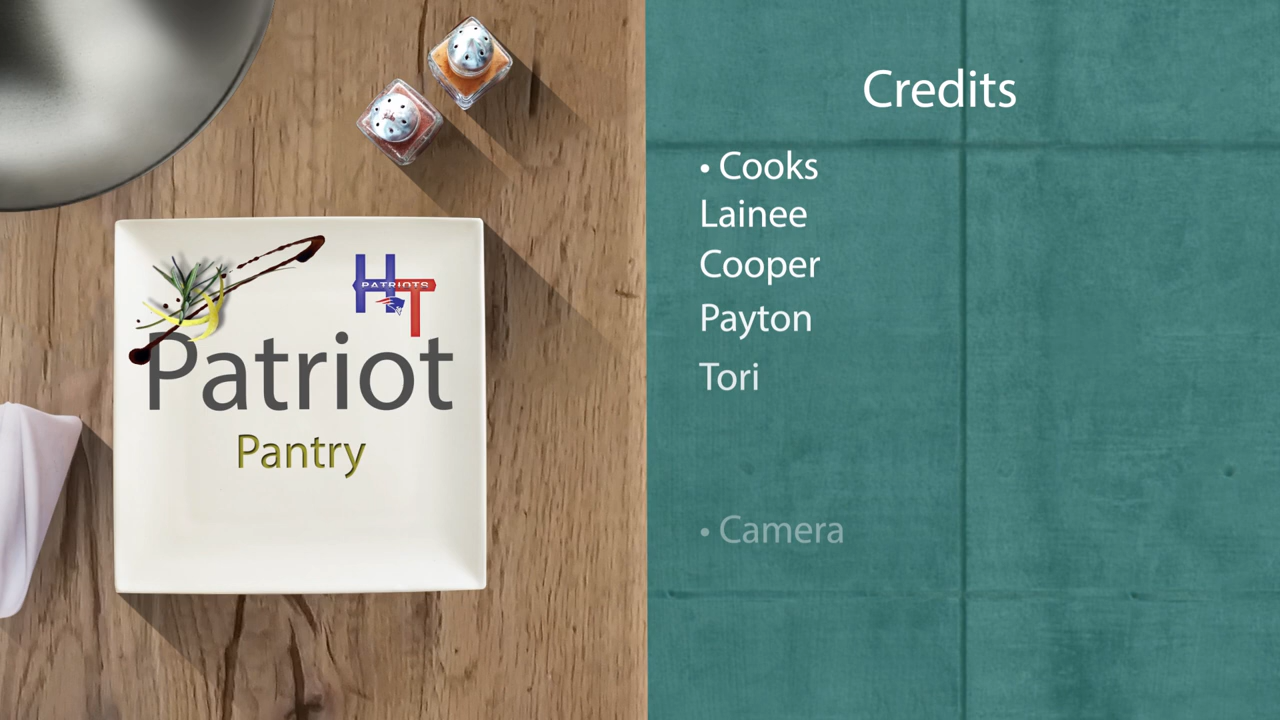 HT
PATRIOTS
Patriot
Pantry
Credits
• Cooks
Lainee
Cooper
Payton
Tori
• Camera